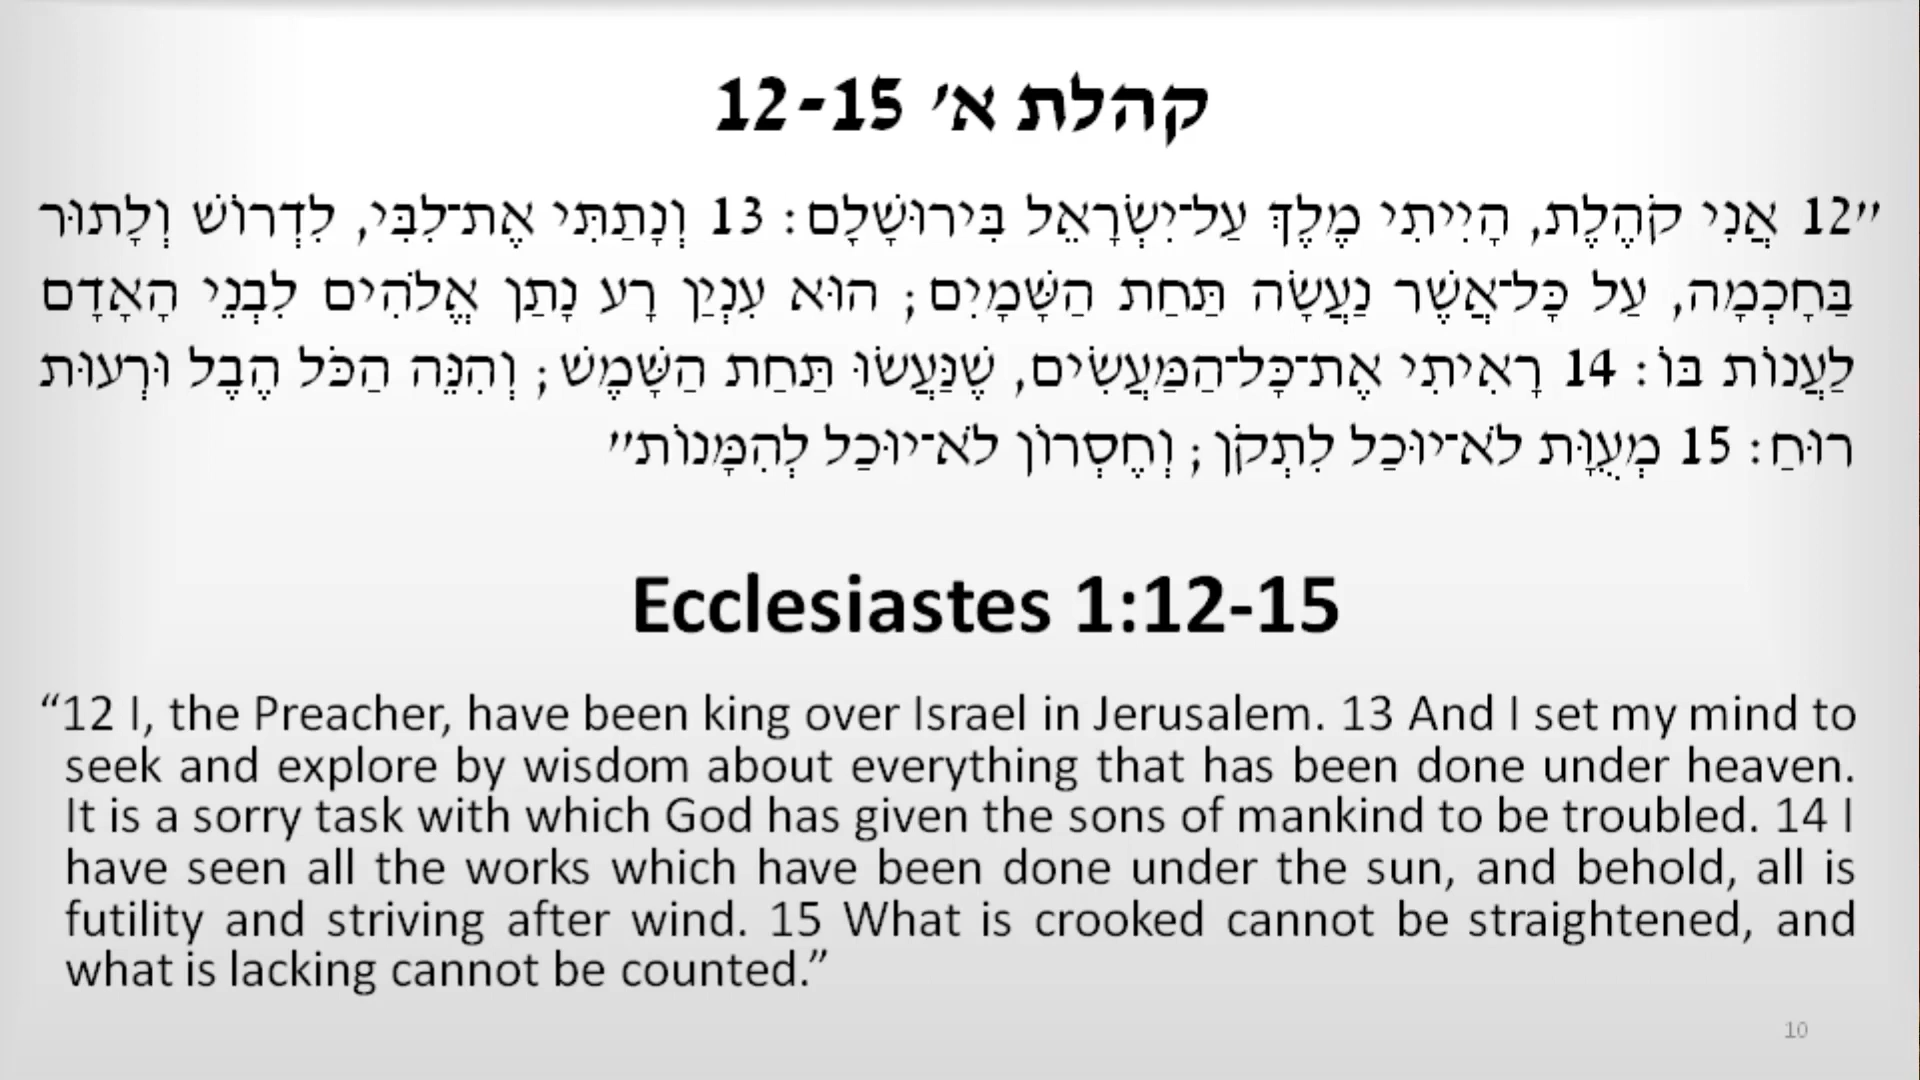 קהלת א׳ 12-15
״12 אֲנִי קֹהֶלֶת, הָיִיתִי מֶלֶךְ עַל־יִשְׂרָאֵל בִּירוּשָׁלָם: 13 וְנָתַתִּי אֶת־לִבִּי, לִדְרוֹשׁ וְלָתוּר
בַּחָכְמָה, עַל כָּל־אֲשֶׁר נַעֲשָׂה תַּחַת הַשָּׁמָיִם; הוּא עִנְיַן רָע נָתַן אֱלֹהִים לִבְנֵי הָאָדָם
לַעֲנוֹת בּוֹ: 14 רָאִיתִי אֶת־כָּל־הַמַּעֲשִׂים, שֶׁנַּעֲשׂוּ תַּחַת הַשָּׁמֶשׁ; וְהִנֵּה הַכֹּל הֶבֶל וּרְעוּת
רוּחַ: 15 מְעֻוָּת לֹא־יוּכַל לִתְקֹן; וְחֶסְרוֹן לֹא־יוּכַל לְהִמָּנוֹת״
Ecclesiastes 1:12-15
“12 I, the Preacher, have been king over Israel in Jerusalem. 13 And I set my mind to
seek and explore by wisdom about everything that has been done under heaven.
It is a sorry task with which God has given the sons of mankind to be troubled. 14 I
have seen all the works which have been done under the sun, and behold, all is
futility and striving after wind. 15 What is crooked cannot be straightened, and
what is lacking cannot be counted.”
10